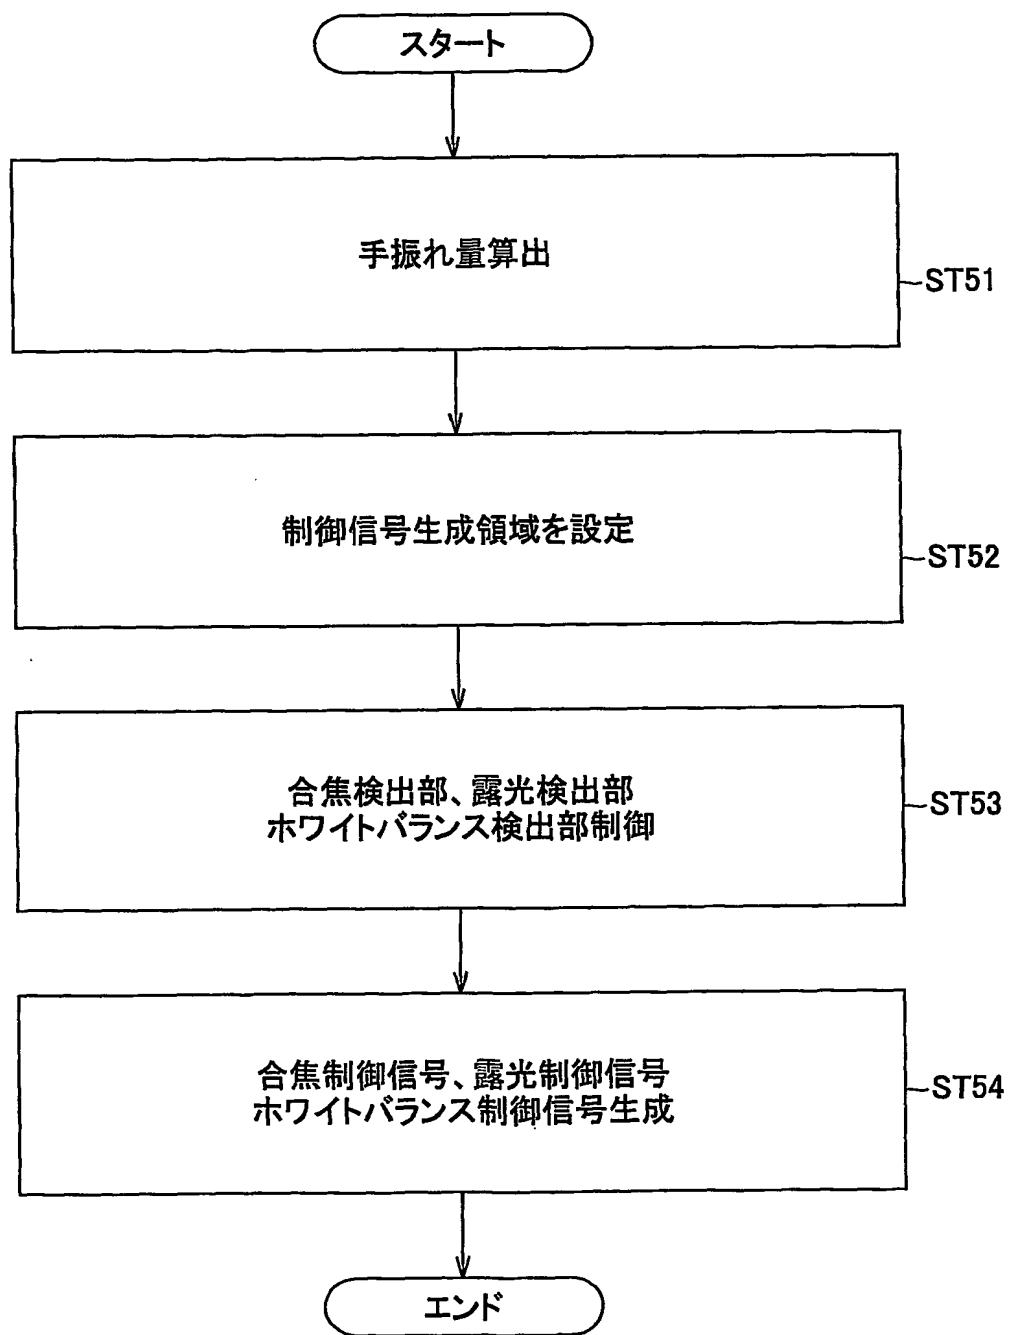 スタート
手振れ量算出
ST51
制御信号生成領域を設定
ST52
合焦検出部、露光検出部
ホワイトバランス検出部制御
ST53
合焦制御信号、露光制御信号
ホワイトバランス制御信号生成
ST54
エンド